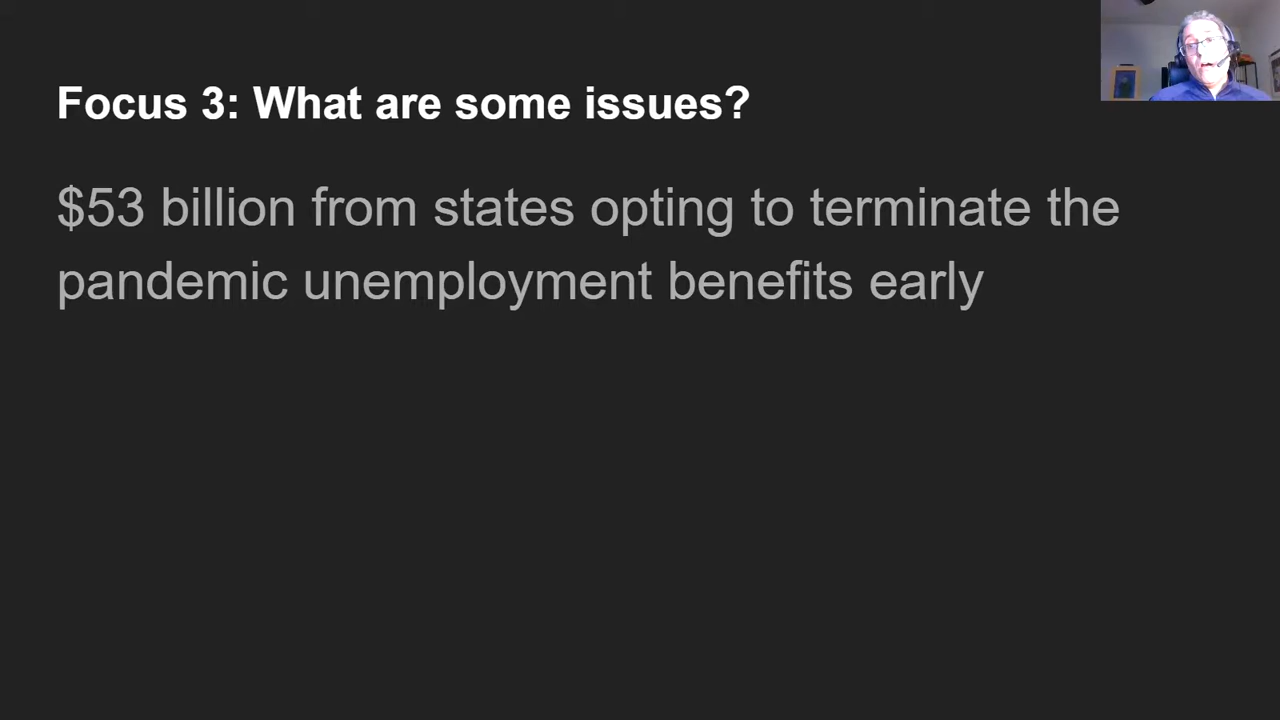 Focus 3: What are some issues?
$53 billion from states opting to terminate the
pandemic unemployment benefits early